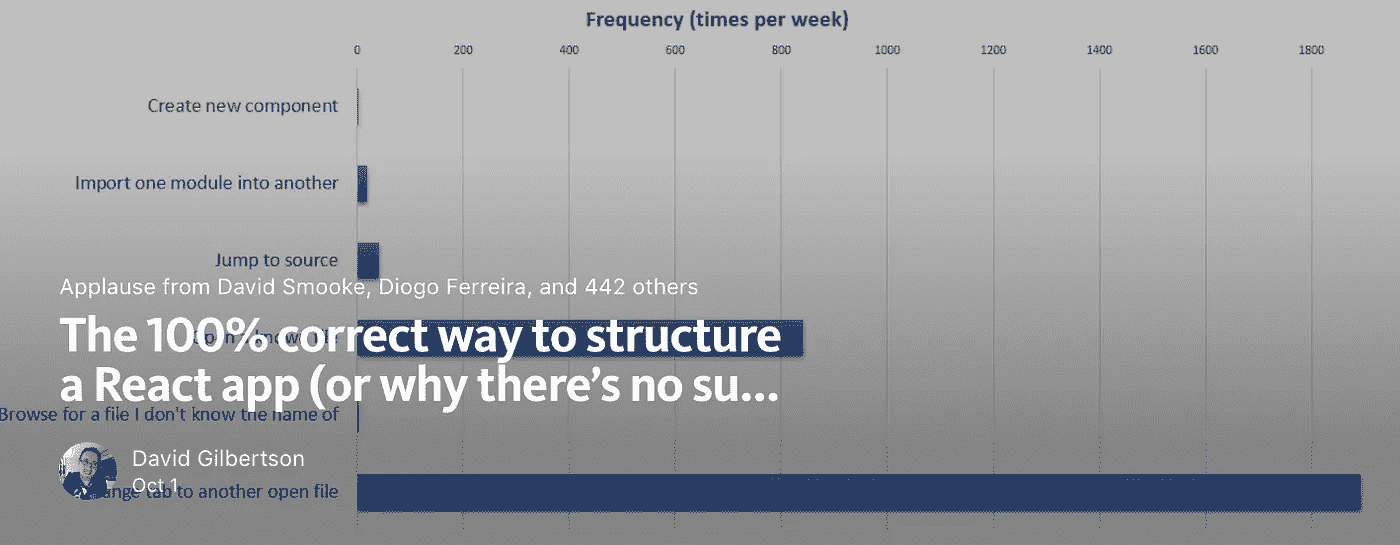 Frequency (times per week)
0 200 400 600 800 1000 1200 1400 1600 1800
Create new component
Import one module into another
Jump to source
Applause from David Smooke, Diogo Ferreira, and 442 others
The 100% correct way to structure
a React app (or why there's no su...
Browse for a file I don't know the name of
David Gilbertson
Oct 1
tab to another open file